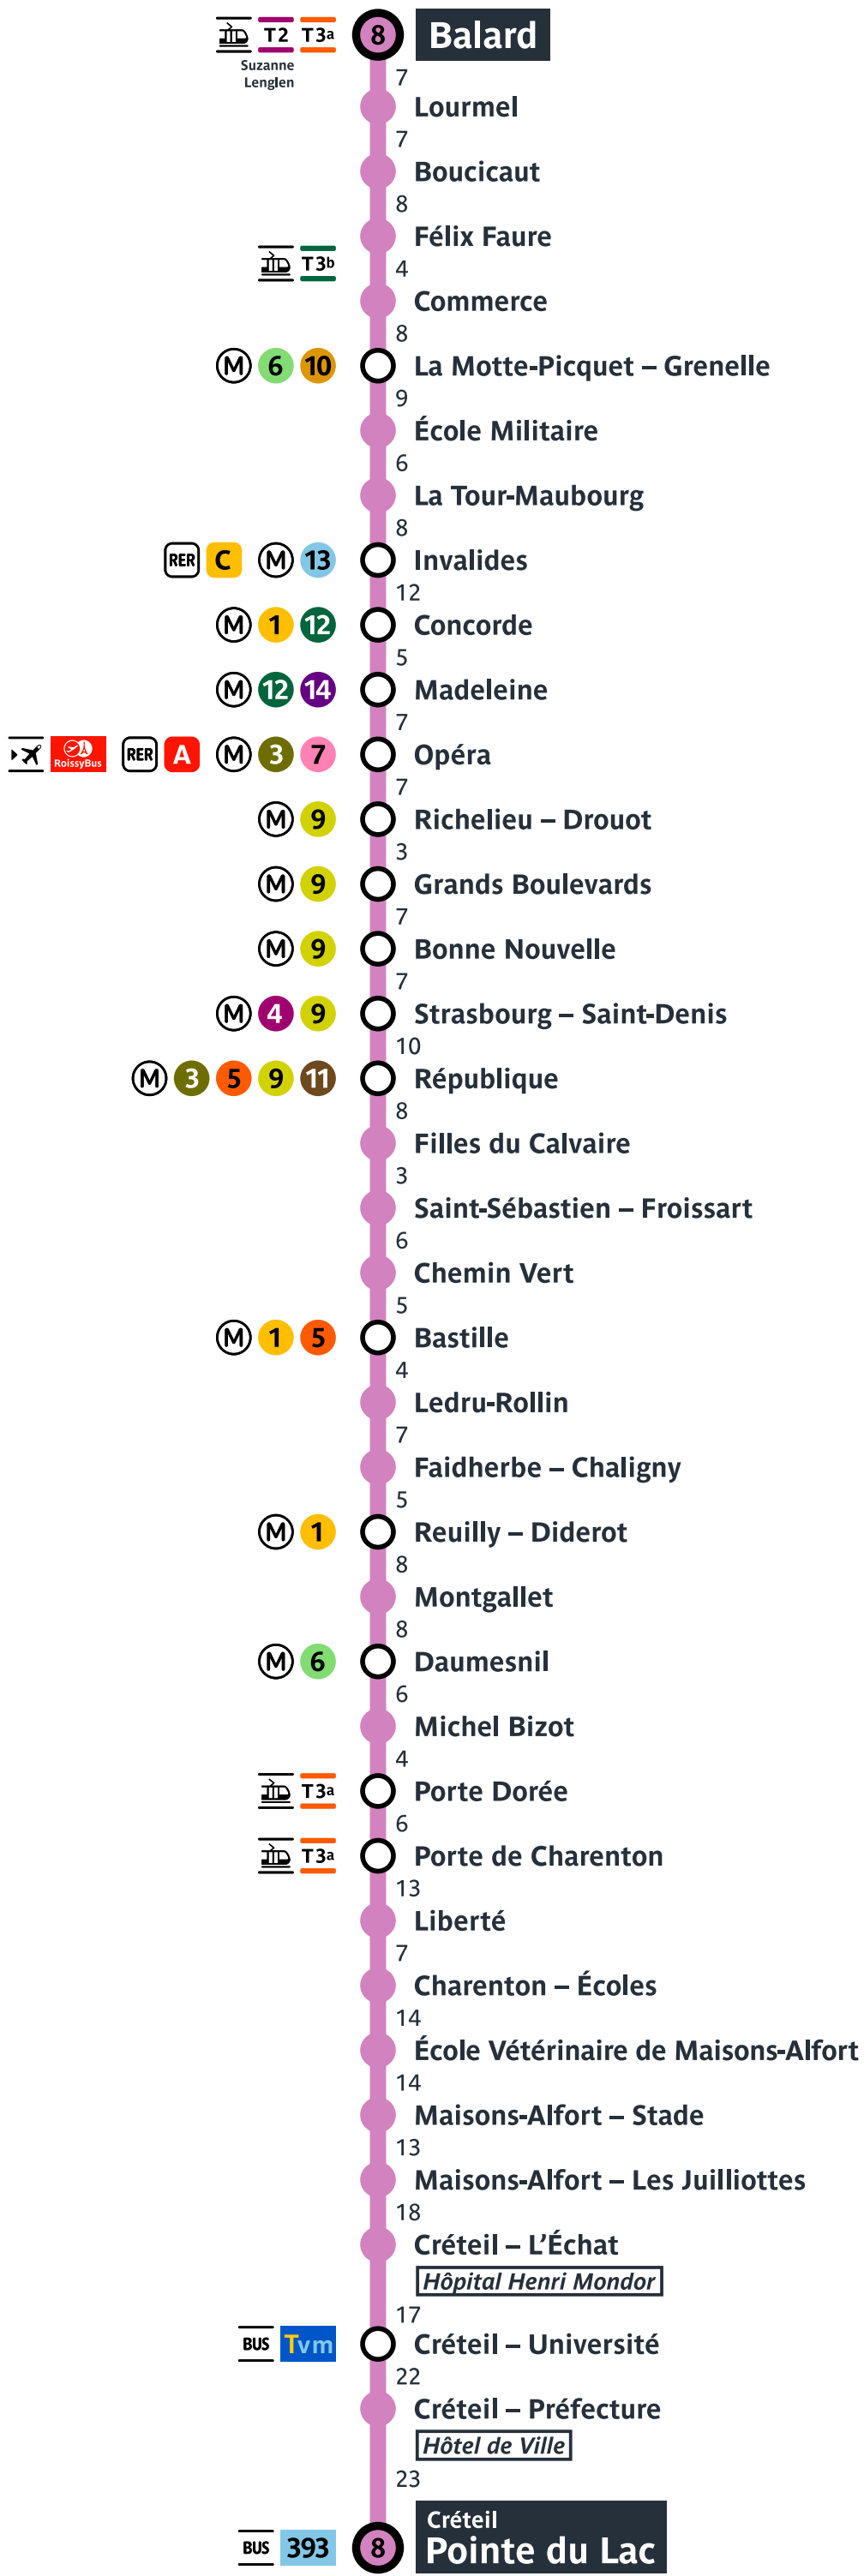 T2 T3a 8 Balard
Suzanne
Lenglen
7
Lourmel
7
Boucicaut
8
Félix Faure
T3b
4
Commerce
8
M 6 10 La Motte-Picquet – Grenelle
9
École Militaire
6
La Tour-Maubourg
8
RER C M 13 Invalides
12
M 1 12 Concorde
5
M 12 14 Madeleine
7
RoissyBus RER A M 3 7 Opéra
7
M 9 Richelieu – Drouot
3
M 9 Grands Boulevards
7
M 9 Bonne Nouvelle
7
M 4 9 Strasbourg – Saint-Denis
10
M 3 5 9 11 République
8
Filles du Calvaire
3
Saint-Sébastien – Froissart
6
Chemin Vert
5
M 1 5 Bastille
4
Ledru-Rollin
7
Faidherbe – Chaligny
5
M 1 Reuilly – Diderot
8
Montgallet
8
M 6 Daumesnil
6
Michel Bizot
4
T3a Porte Dorée
6
T3a Porte de Charenton
13
Liberté
7
Charenton – Écoles
14
École Vétérinaire de Maisons-Alfort
14
Maisons-Alfort – Stade
13
Maisons-Alfort – Les Juilliottes
18
Créteil – L’Échat
Hôpital Henri Mondor
17
BUS Tvm Créteil – Université
22
Créteil – Préfecture
Hôtel de Ville
23
Créteil
BUS 393 8 Pointe du Lac